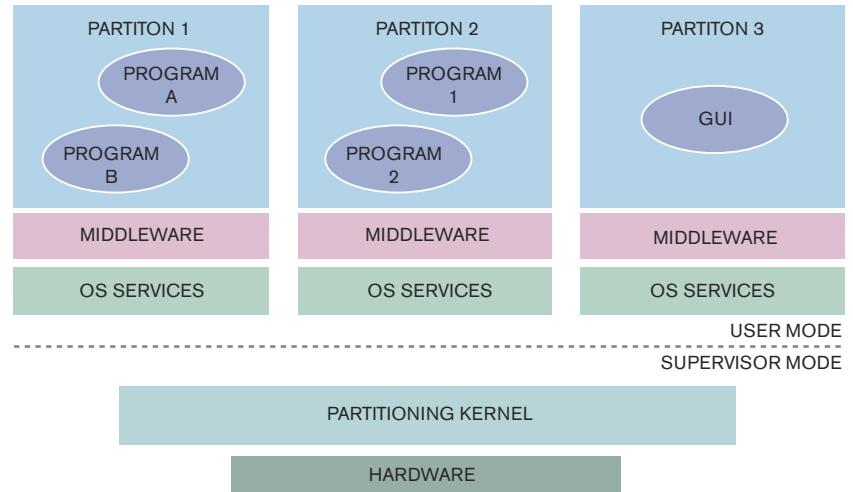 PARTITON 1
PROGRAM
A
PROGRAM
B
MIDDLEWARE
OS SERVICES
PARTITON 2
PROGRAM
1
PROGRAM
2
MIDDLEWARE
OS SERVICES
PARTITON 3
GUI
MIDDLEWARE
OS SERVICES
USER MODE
SUPERVISOR MODE
PARTITIONING KERNEL
HARDWARE